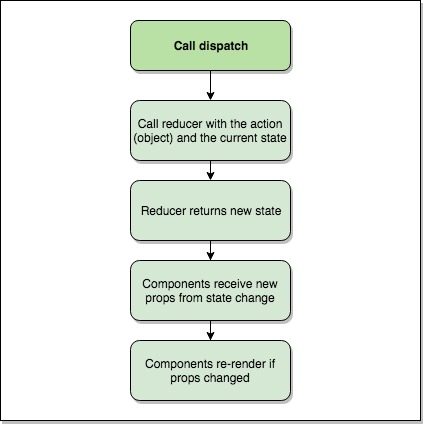 Call dispatch
Call reducer with the action
(object) and the current state
Reducer returns new state
Components receive new
props from state change
Components re-render if
props changed